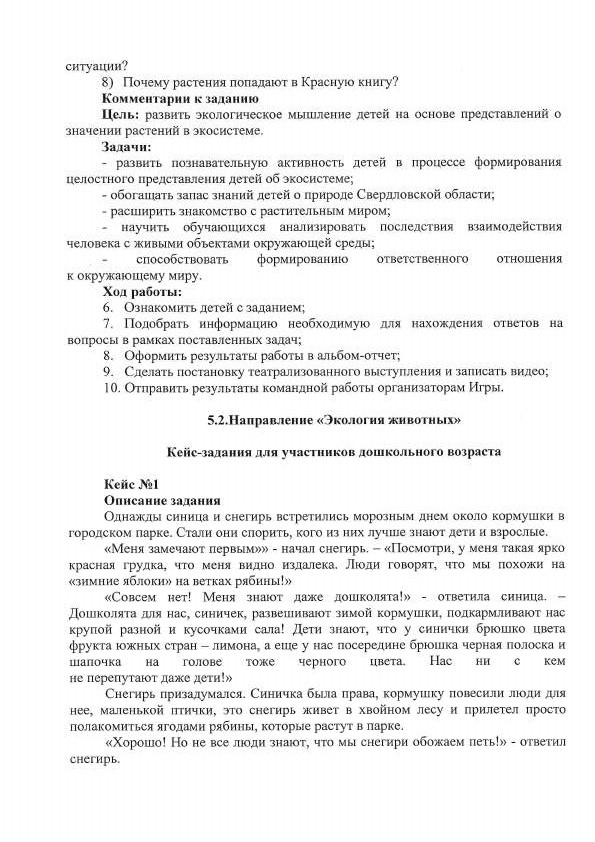 ситуации?
8) Почему растения попадают в Красную книгу?
Комментарии к заданию
Цель: развить экологическое мышление детей на основе представлений о
значении растений в экосистеме.
Задачи:
- развить познавательную активность детей в процессе формирования
целостного представления детей об экосистеме;
- обогащать запас знаний детей о природе Свердловской области;
- расширить знакомство с растительным миром;
- научить обучающихся анализировать последствия взаимодействия
человека с живыми объектами окружающей среды;
- способствовать формированию ответственного отношения
к окружающему миру.
Ход работы:
6. Ознакомить детей с заданием;
7. Подобрать информацию необходимую для нахождения ответов на
вопросы в рамках поставленных задач;
8. Оформить результаты работы в альбом-отчет;
9. Сделать постановку театрализованного выступления и записать видео;
10. Отправить результаты командной работы организаторам Игры.
5.2.Направление «Экология животных»
Кейс-задания для участников дошкольного возраста
Кейс №1
Описание задания
Однажды синица и снегирь встретились морозным днем около кормушки в
городском парке. Стали они спорить, кого из них лучше знают дети и взрослые.
«Меня замечают первым»» - начал снегирь. – «Посмотри, у меня такая ярко
красная грудка, что меня видно издалека. Люди говорят, что мы похожи на
«зимние яблоки» на ветках рябины!»
«Совсем нет! Меня знают даже дошколята!» - ответила синица. –
Дошколята для нас, синичек, развешивают зимой кормушки, подкармливают нас
крупой разной и кусочками сала! Дети знают, что у синички брюшко цвета
фрукта южных стран – лимона, а еще у нас посередине брюшка черная полоска и
шапочка на голове тоже черного цвета. Нас ни с кем
не перепутают даже дети!»
Снегирь призадумался. Синичка была права, кормушку повесили люди для
нее, маленькой птички, это снегирь живет в хвойном лесу и прилетел просто
полакомиться ягодами рябины, которые растут в парке.
«Хорошо! Но не все люди знают, что мы снегири обожаем петь!» - ответил
снегирь.